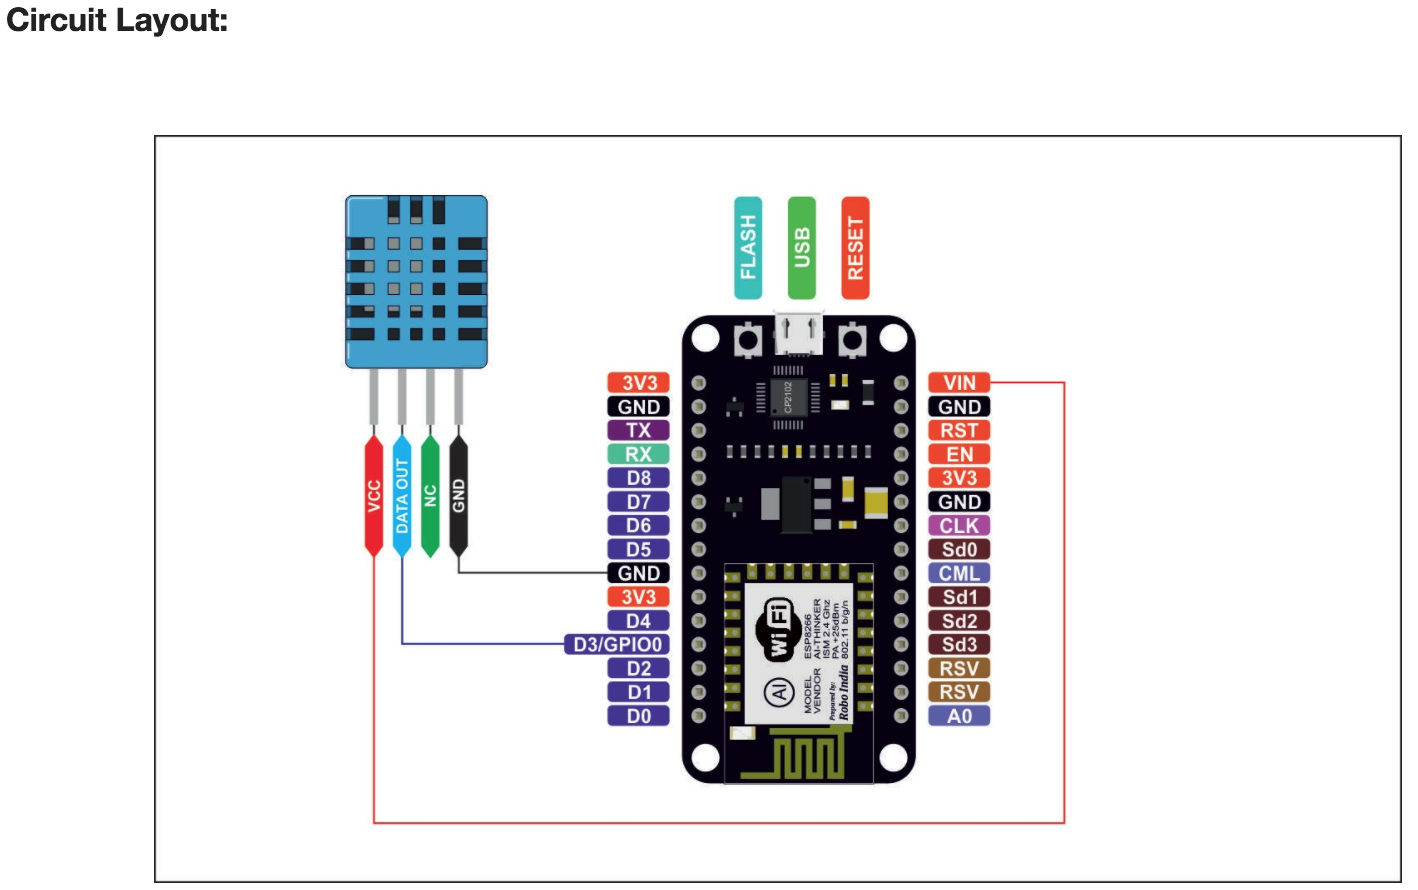 Circuit Layout:
FLASH
USB
RESET
CP2102
VCC
DATA OUT
NC
GND
3V3
GND
TX
RX
D8
D7
D6
D5
GND
3V3
D4
D3/GPIO0
D2
D1
D0
VIN
GND
RST
EN
3V3
GND
CLK
Sd0
CML
Sd1
Sd2
Sd3
RSV
RSV
A0
Wi Fi
AI
MODEL ESP8266
VENDOR AI-THINKER
ISM 2.4 Ghz
PA +25dBm
802.11 b/g/n
Prepared by:
Robo India